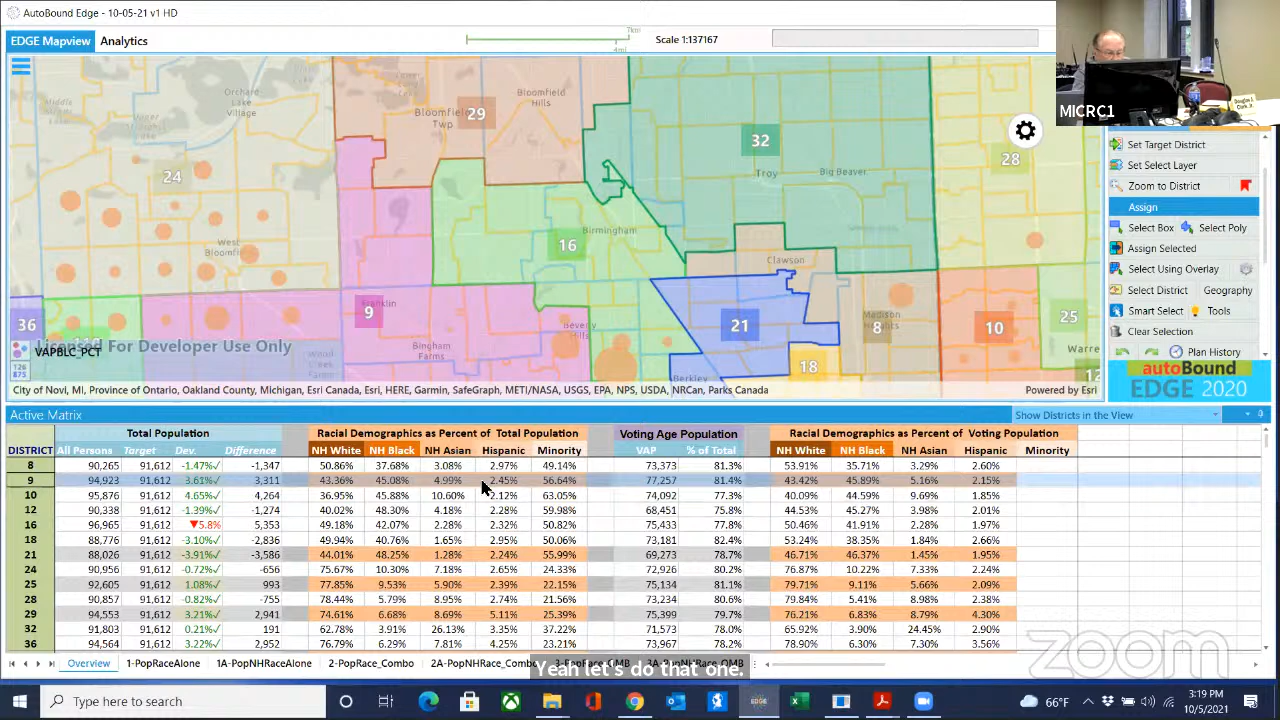 AutoBound Edge - 10-05-21 v1 HD
EDGE Mapview Analytics
7km
4mi
Scale 1:137167
MICRC1
Orchard Lake Village
Bloomfield Twp
29
Bloomfield Hills
32
Troy
Big Beaver
28
24
West Bloomfi
16
Birmingham
Clawson
36
Franklin
9
Bingham Farms
Beverly Hills
21
Madison Heights
8
10
25
Warre
18
Berkley
12
Licensed For Developer Use Only
VAPBLC_PCT
City of Novi, MI, Province of Ontario, Oakland County, Michigan, Esri Canada, Esri, HERE, Garmin, SafeGraph, METI/NASA, USGS, EPA, NPS, USDA, NRCan, Parks Canada
Powered by Esri
Set Target District
Set Select Layer
Zoom to District
Assign
Select Box Select Poly
Assign Selected
Select Using Overlay
Select District Geography
Smart Select Tools
Clear Selection
Plan History
autoBound
EDGE 2020
Active Matrix
Show Districts in the View
Total Population Racial Demographics as Percent of Total Population Voting Age Population Racial Demographics as Percent of Voting Population
DISTRICT All Persons Target Dev. Difference NH White NH Black NH Asian Hispanic Minority VAP % of Total NH White NH Black NH Asian Hispanic Minority
8 90,265 91,612 -1.47%✓ -1,347 50.86% 37.68% 3.08% 2.97% 49.14% 73,373 81.3% 53.91% 35.71% 3.29% 2.60%
9 94,923 91,612 3.61%✓ 3,311 43.36% 45.08% 4.99% 2.45% 56.64% 77,257 81.4% 43.42% 45.89% 5.16% 2.15%
10 95,876 91,612 4.65%✓ 4,264 36.95% 45.88% 10.60% 2.12% 63.05% 74,092 77.3% 40.09% 44.59% 9.69% 1.85%
12 90,338 91,612 -1.39%✓ -1,274 40.02% 48.30% 4.18% 2.28% 59.98% 68,451 75.8% 44.53% 45.27% 3.98% 2.01%
16 96,965 91,612 ▼5.8% 5,353 49.18% 42.07% 2.28% 2.32% 50.82% 75,433 77.8% 50.46% 41.91% 2.28% 1.97%
18 88,776 91,612 -3.10%✓ -2,836 49.94% 40.76% 1.65% 2.95% 50.06% 73,181 82.4% 53.24% 38.35% 1.84% 2.66%
21 88,026 91,612 -3.91%✓ -3,586 44.01% 48.25% 1.28% 2.24% 55.99% 69,273 78.7% 46.71% 46.37% 1.45% 1.95%
24 90,956 91,612 -0.72%✓ -656 75.67% 10.30% 7.18% 2.65% 24.33% 72,926 80.2% 76.87% 10.22% 7.33% 2.24%
25 92,605 91,612 1.08%✓ 993 77.85% 9.53% 5.90% 2.39% 22.15% 75,134 81.1% 79.71% 9.11% 5.66% 2.09%
28 90,857 91,612 -0.82%✓ -755 78.44% 5.79% 8.95% 2.74% 21.56% 73,234 80.6% 79.84% 5.41% 8.98% 2.38%
29 94,553 91,612 3.21%✓ 2,941 74.61% 6.68% 8.69% 5.11% 25.39% 75,399 79.7% 76.21% 6.83% 8.79% 4.30%
32 91,803 91,612 0.21%✓ 191 62.78% 3.91% 26.13% 3.35% 37.22% 71,573 78.0% 65.92% 3.90% 24.45% 2.90%
36 94,564 91,612 3.22%✓ 2,952 76.79% 6.29% 7.81% 4.25% 23.21% 73,967 78.2% 78.90% 6.30% 7.34% 3.56%
Overview 1-PopRaceAlone 1A-PopNHRaceAlone 2-PopRace_Combo 2A-PopNHRace_Combo
Yeah let's do that one.
zoom
Type here to search
66°F
3:19 PM
10/5/2021